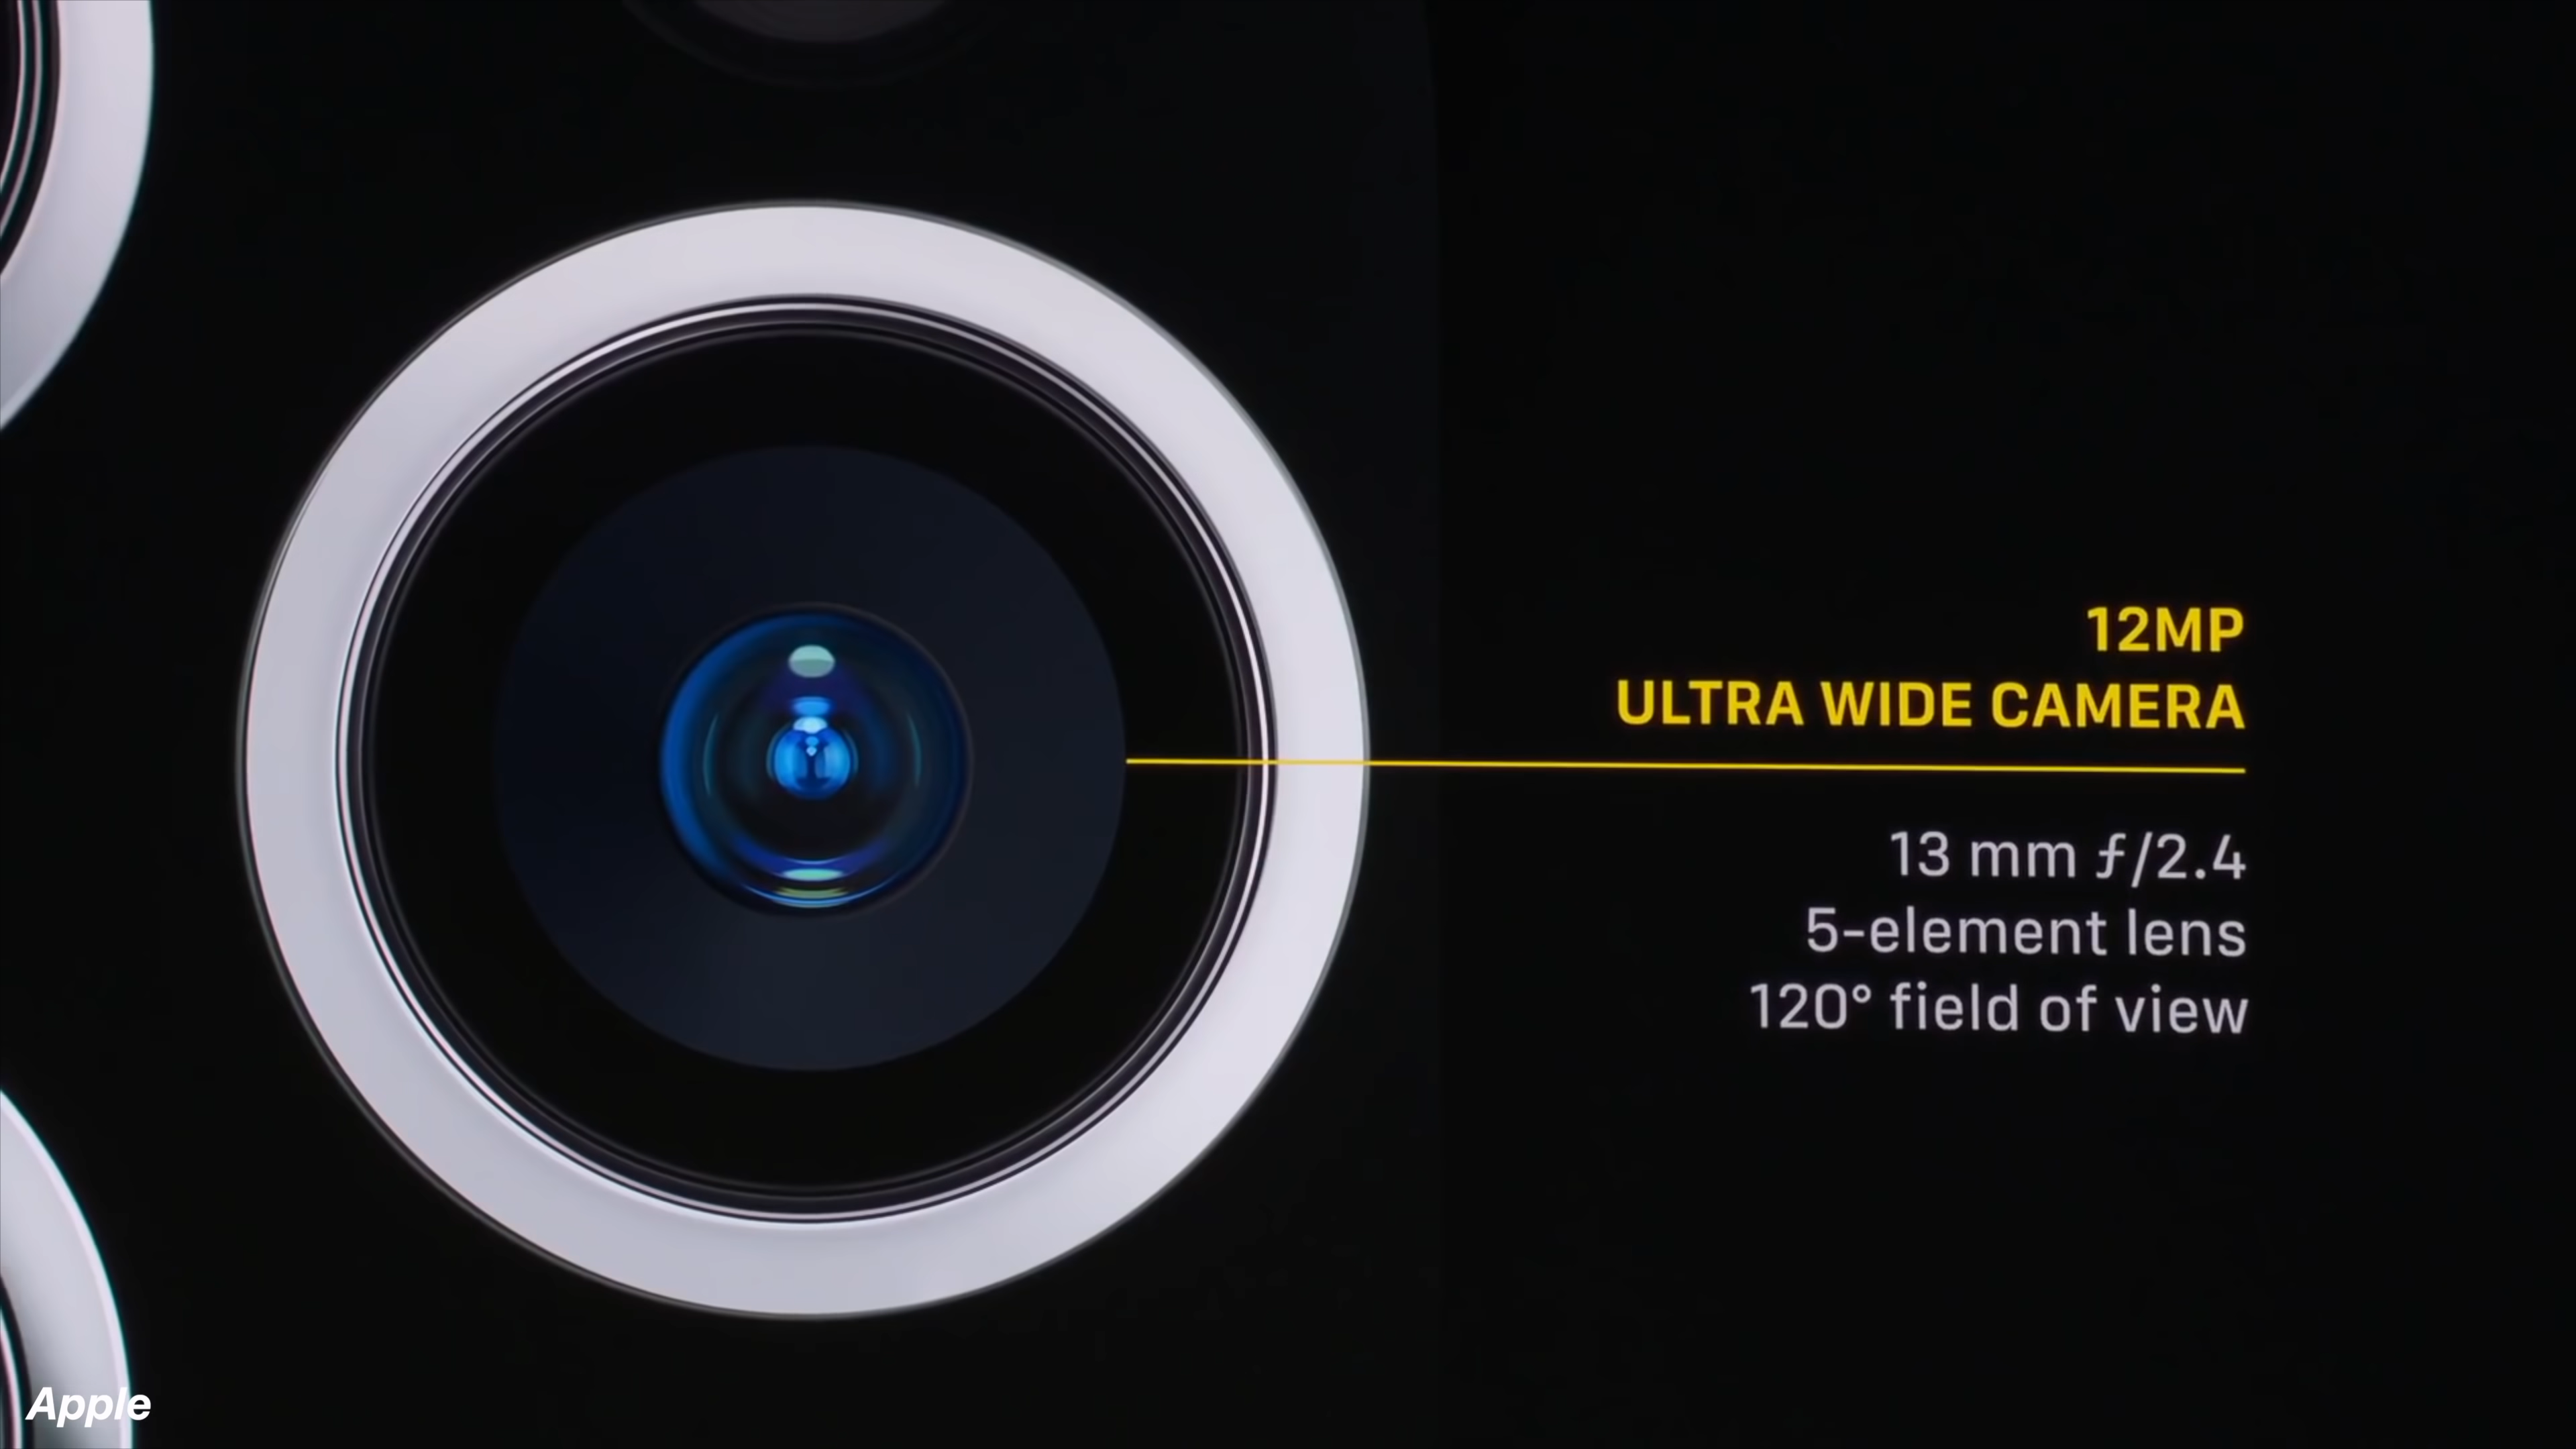 12MP
ULTRA WIDE CAMERA
13 mm ƒ/2.4
5-element lens
120° field of view
Apple